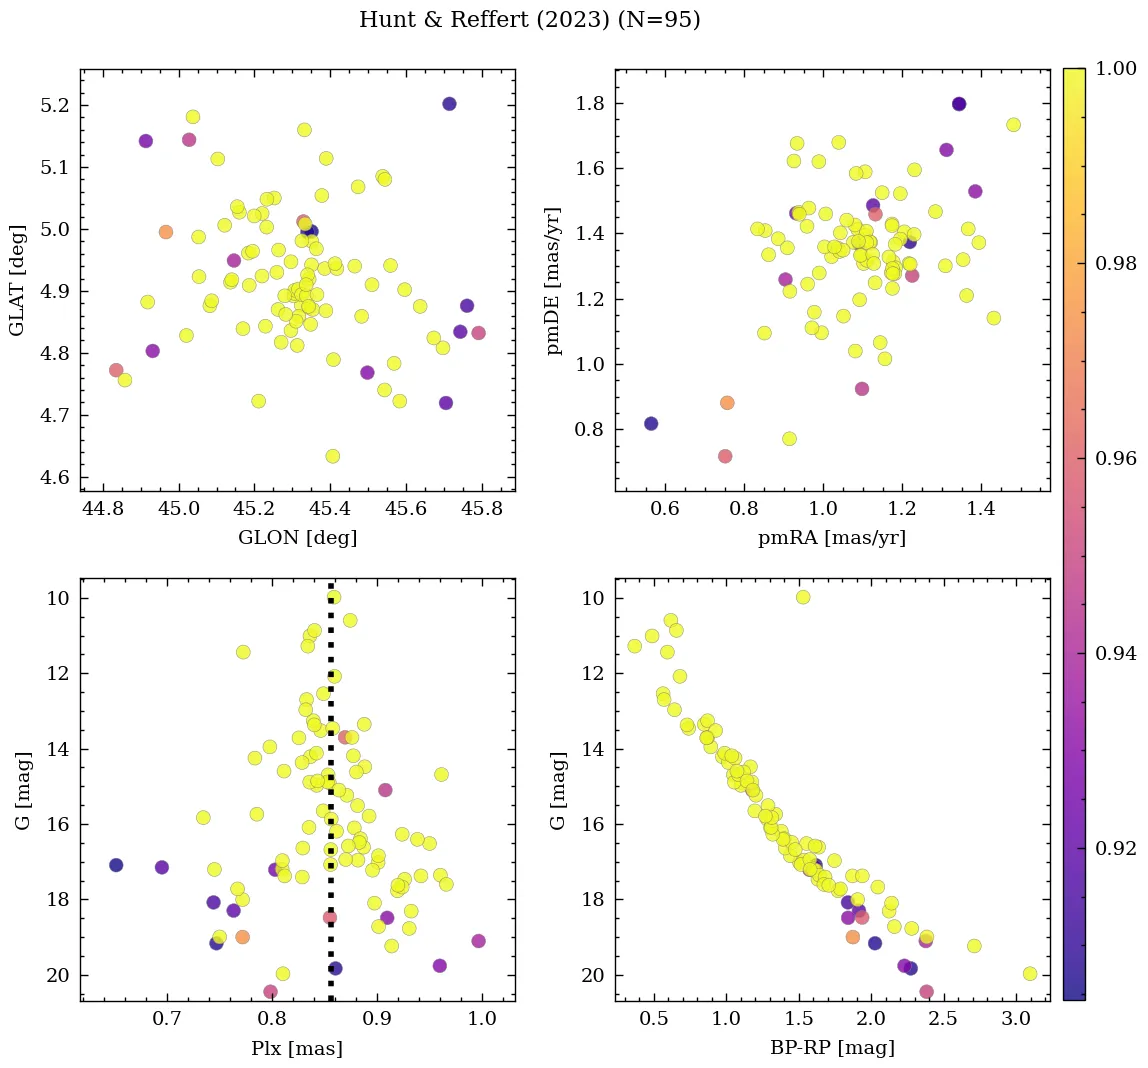 Hunt & Reffert (2023) (N=95)
5.2
5.1
5.0
4.9
4.8
4.7
4.6
GLAT [deg]
44.8 45.0 45.2 45.4 45.6 45.8
GLON [deg]
1.8
1.6
1.4
1.2
1.0
0.8
pmDE [mas/yr]
0.6 0.8 1.0 1.2 1.4
pmRA [mas/yr]
10
12
14
16
18
20
G [mag]
0.7 0.8 0.9 1.0
Plx [mas]
10
12
14
16
18
20
G [mag]
0.5 1.0 1.5 2.0 2.5 3.0
BP-RP [mag]
1.00
0.98
0.96
0.94
0.92